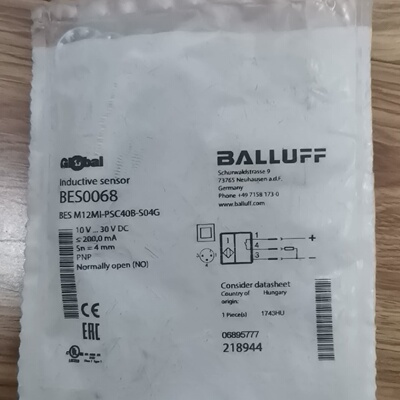 Global
Inductive sensor
BES0068
BES M12MI-PSC40B-S04G
10 V ... 30 V DC
≤ 200,0 mA
Sn = 4 mm
PNP
Normally open (NO)
CE
EAC
BALLUFF
Schurwaldstrasse 9
73765 Neuhausen a.d.F.
Germany
Phone +49 7158 173 0
www.balluff.com
1
4
3
+
–
Consider datasheet
Country of origin: Hungary
1 Piece(s) 1743HU
06895777
218944